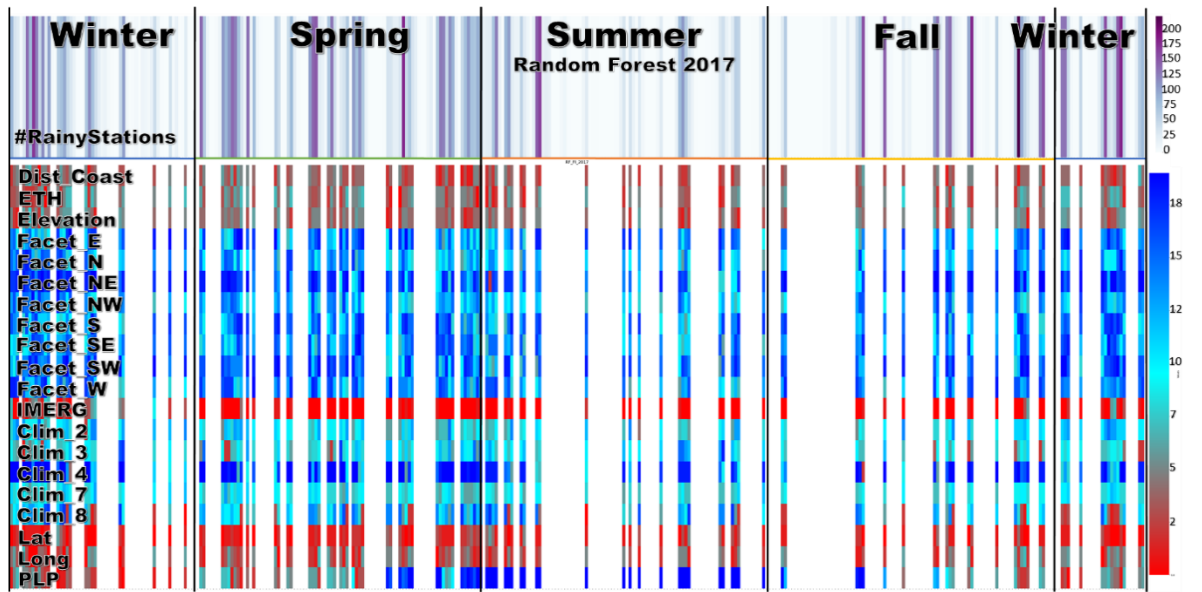 Winter Spring Summer Fall Winter
Random Forest 2017
#RainyStations
200
175
150
125
100
75
50
25
0
RF_FI_2017
Dist_Coast
ETH
Elevation
Facet_E
Facet_N
Facet_NE
Facet_NW
Facet_S
Facet_SE
Facet_SW
Facet_W
IMERG
Clim_2
Clim_3
Clim_4
Clim_7
Clim_8
Lat
Long
PLP
18
15
12
10
7
5
2